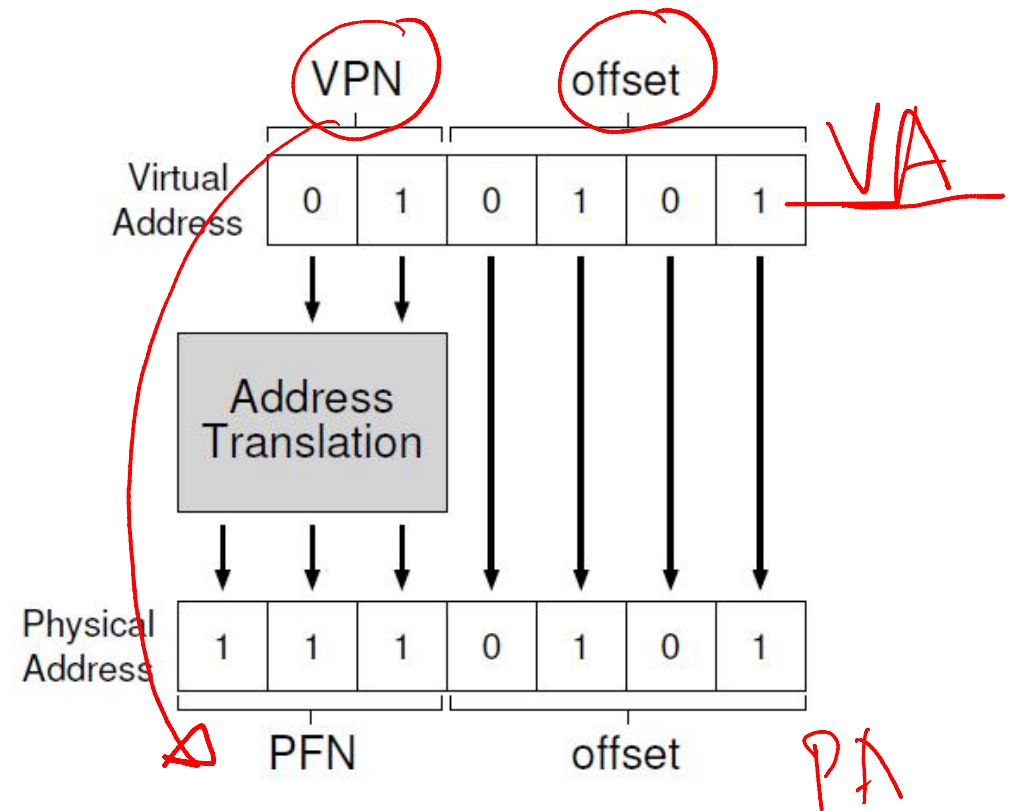 VPN offset
VA
Virtual Address 0 1 0 1 0 1
Address Translation
Physical Address 1 1 1 0 1 0 1
PFN offset
PA